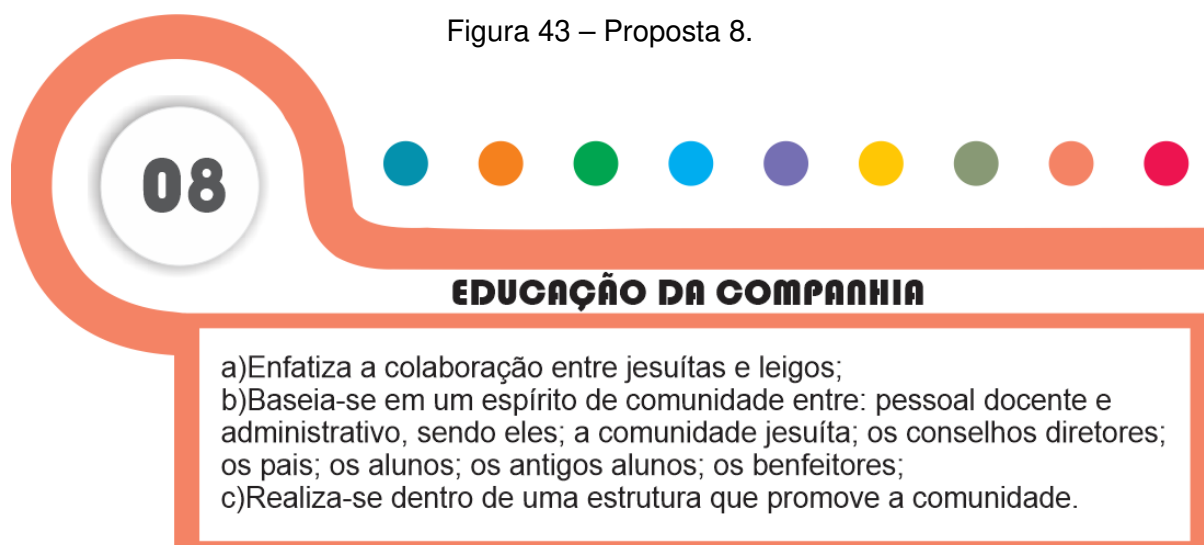 Figura 43 – Proposta 8.
08
EDUCAÇÃO DA COMPANHIA
a)Enfatiza a colaboração entre jesuítas e leigos;
b)Baseia-se em um espírito de comunidade entre: pessoal docente e
administrativo, sendo eles; a comunidade jesuíta; os conselhos diretores;
os pais; os alunos; os antigos alunos; os benfeitores;
c)Realiza-se dentro de uma estrutura que promove a comunidade.